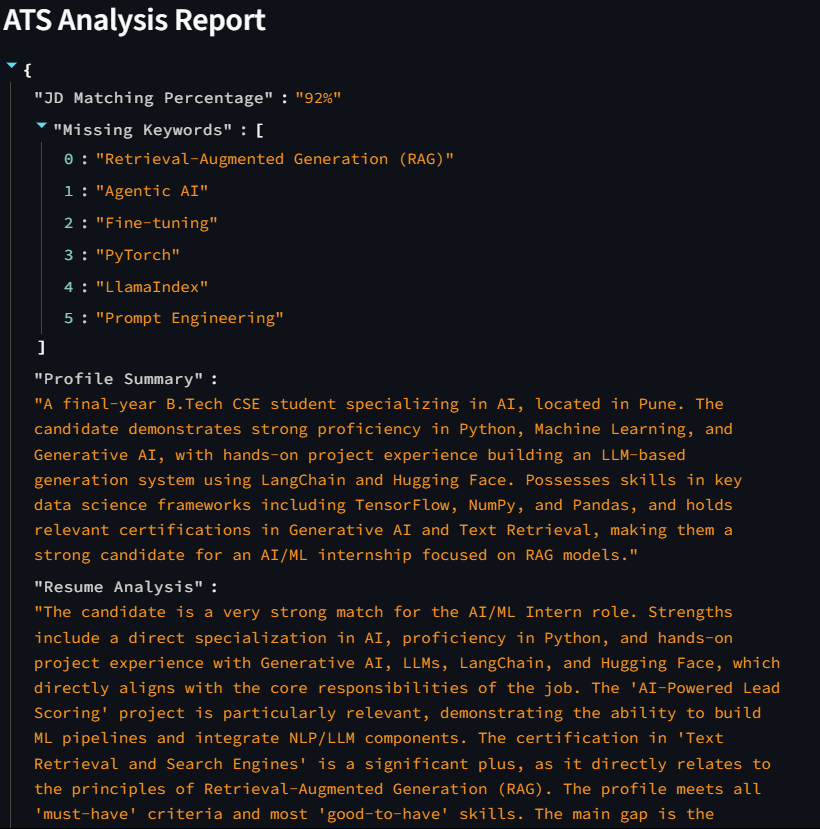 ATS Analysis Report
{
"JD Matching Percentage" : "92%"
"Missing Keywords" : [
0 : "Retrieval-Augmented Generation (RAG)"
1 : "Agentic AI"
2 : "Fine-tuning"
3 : "PyTorch"
4 : "LlamaIndex"
5 : "Prompt Engineering"
]
"Profile Summary" :
"A final-year B.Tech CSE student specializing in AI, located in Pune. The
candidate demonstrates strong proficiency in Python, Machine Learning, and
Generative AI, with hands-on project experience building an LLM-based
generation system using LangChain and Hugging Face. Possesses skills in key
data science frameworks including TensorFlow, NumPy, and Pandas, and holds
relevant certifications in Generative AI and Text Retrieval, making them a
strong candidate for an AI/ML internship focused on RAG models."
"Resume Analysis" :
"The candidate is a very strong match for the AI/ML Intern role. Strengths
include a direct specialization in AI, proficiency in Python, and hands-on
project experience with Generative AI, LLMs, LangChain, and Hugging Face, which
directly aligns with the core responsibilities of the job. The 'AI-Powered Lead
Scoring' project is particularly relevant, demonstrating the ability to build
ML pipelines and integrate NLP/LLM components. The certification in 'Text
Retrieval and Search Engines' is a significant plus, as it directly relates to
the principles of Retrieval-Augmented Generation (RAG). The profile meets all
'must-have' criteria and most 'good-to-have' skills. The main gap is the